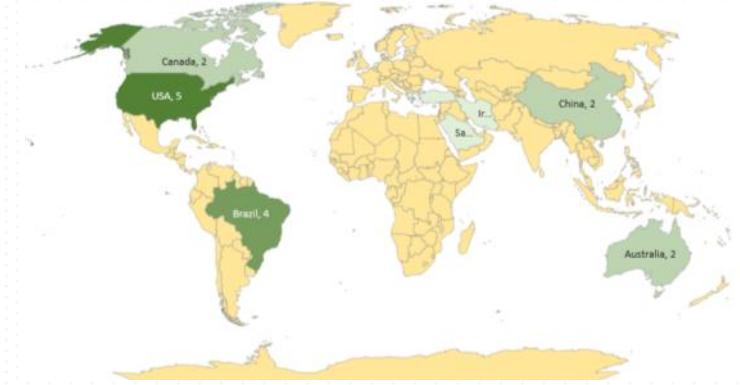 Canada, 2
USA, 5
China, 2
Ir...
Sa...
Brazil, 4
Australia, 2